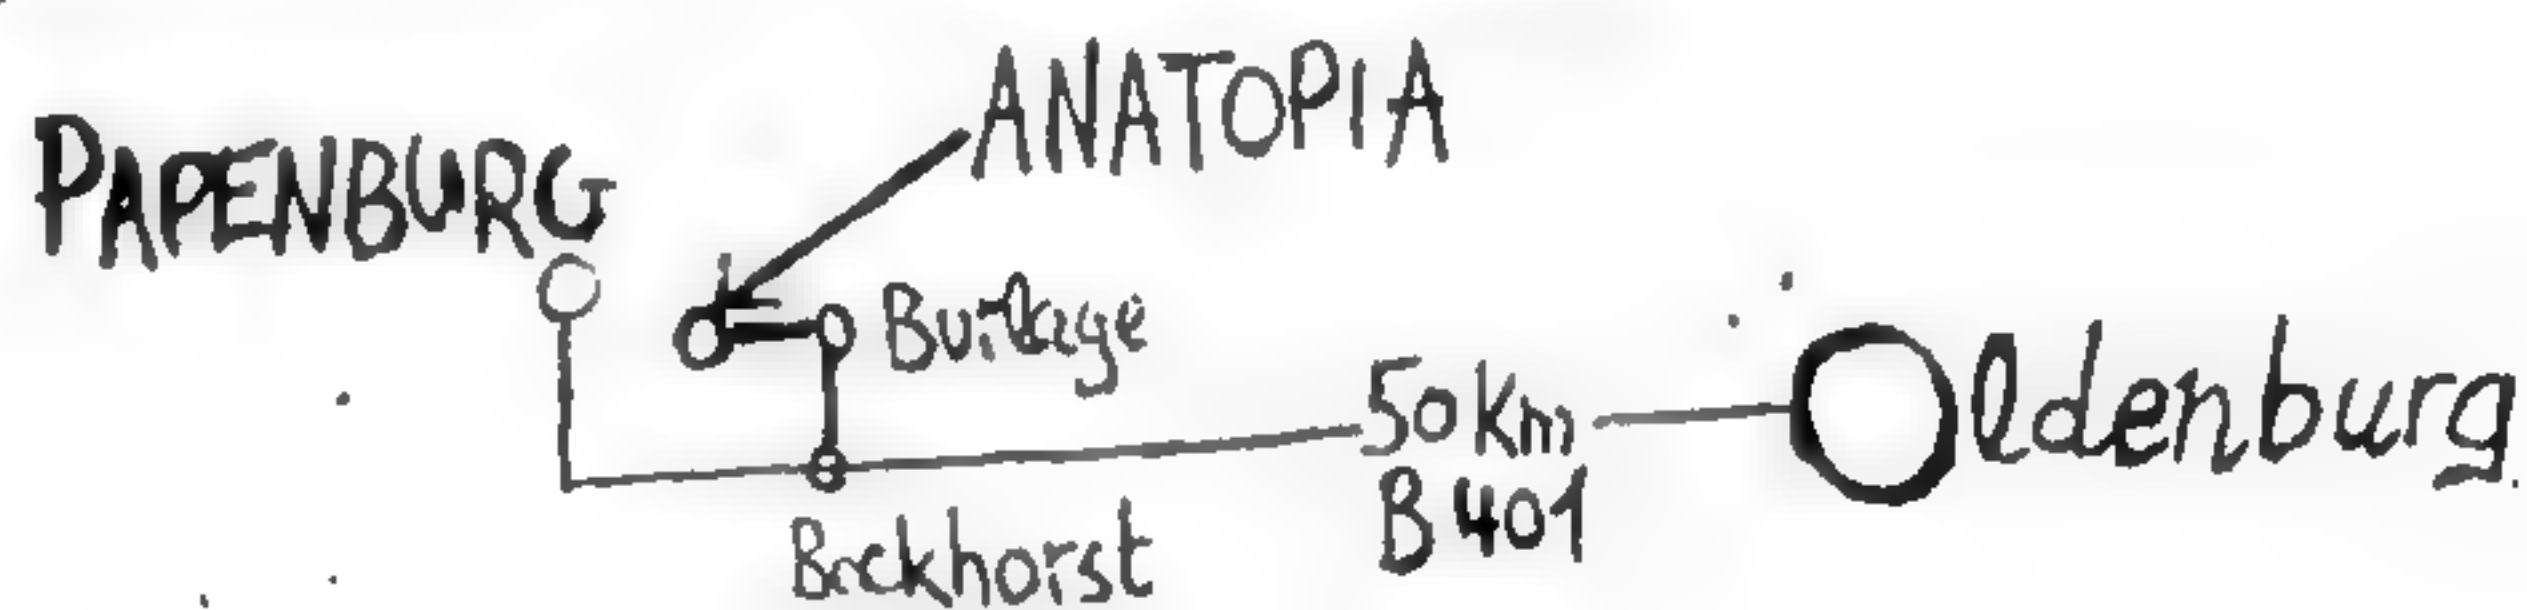 ANATOPIA
PAPENBURG
Burlage
50 Km
B 401
Oldenburg
Bockhorst